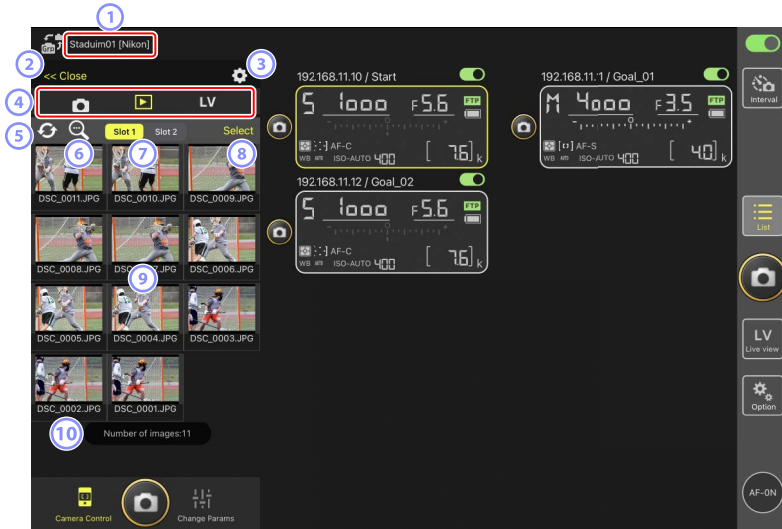 1
Grp
Staduim01 [Nikon]
2
<< Close
3
4
LV
5
6
Slot 1
7
Slot 2
Select
8
DSC_0011.JPG
DSC_0010.JPG
DSC_0009.JPG
DSC_0008.JPG
9
DSC_0006.JPG
DSC_0005.JPG
DSC_0004.JPG
DSC_0003.JPG
DSC_0002.JPG
DSC_0001.JPG
10
Number of images:11
Camera Control
Change Params
192.168.11.10 / Start
S 1000 F5.6 FTP
AF-C
WB AUTO ISO-AUTO 400 [ 7.6] k
192.168.11.12 / Goal_02
S 1000 F5.6 FTP
AF-C
WB AUTO ISO-AUTO 400 [ 7.6] k
192.168.11.11 / Goal_01
M 4000 F3.5 FTP
AF-S
WB AUTO ISO-AUTO 400 [ 4.0] k
Interval
List
LV
Live view
Option
AF-ON